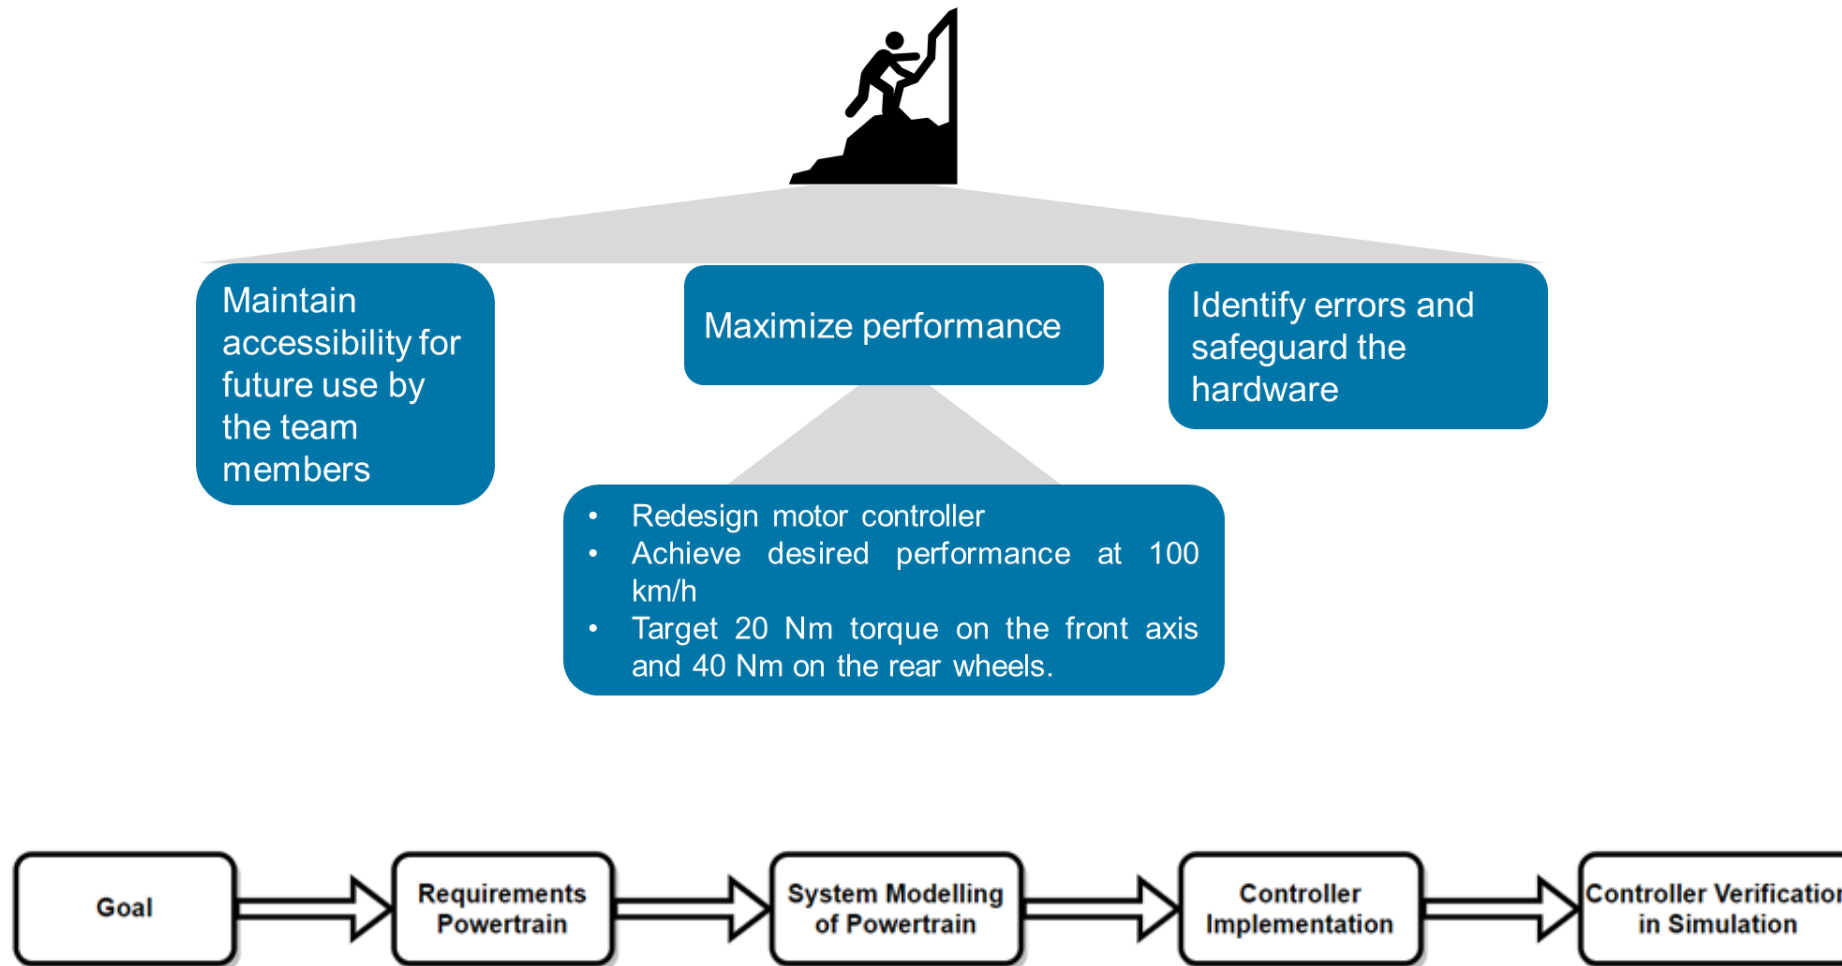 Maintain
accessibility for
future use by
the team
members
Maximize performance
Identify errors and
safeguard the
hardware
• Redesign motor controller
• Achieve desired performance at 100
km/h
• Target 20 Nm torque on the front axis
and 40 Nm on the rear wheels.
Goal
Requirements
Powertrain
System Modelling
of Powertrain
Controller
Implementation
Controller Verification
in Simulation